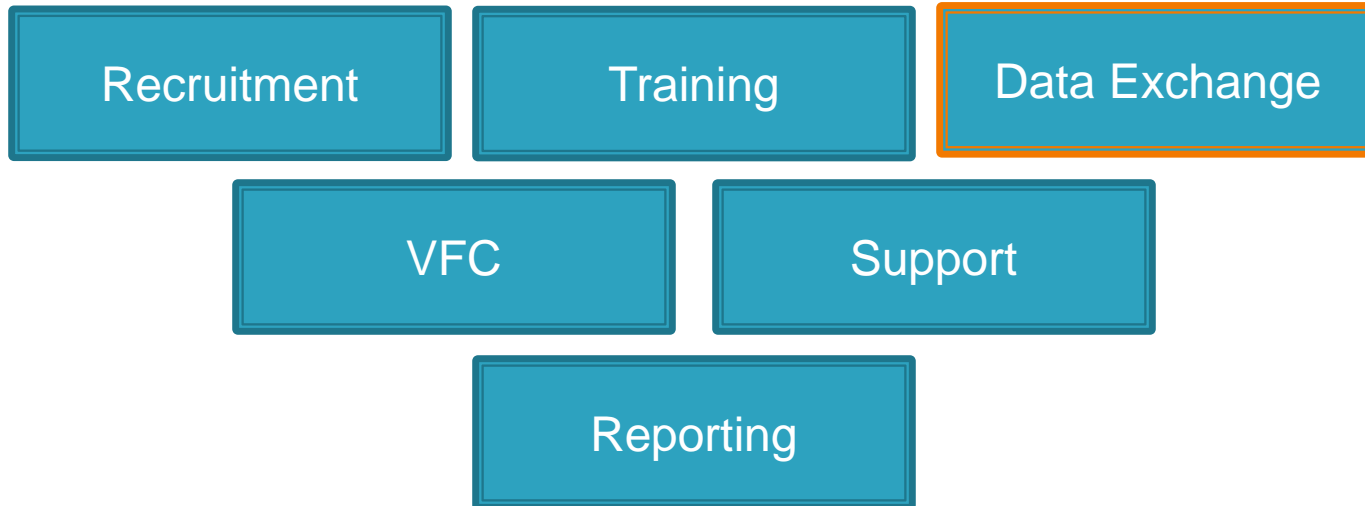 Recruitment
Training
Data Exchange
VFC
Support
Reporting